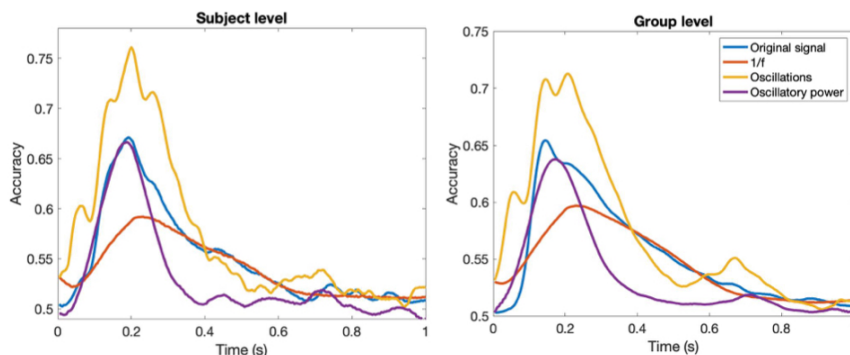 Subject level
Accuracy
0.75
0.7
0.65
0.6
0.55
0.5
0
0.2
0.4
0.6
0.8
1
Time (s)
Group level
Original signal
1/f
Oscillations
Oscillatory power
Accuracy
0.75
0.7
0.65
0.6
0.55
0.5
0
0.2
0.4
0.6
0.8
Time (s)